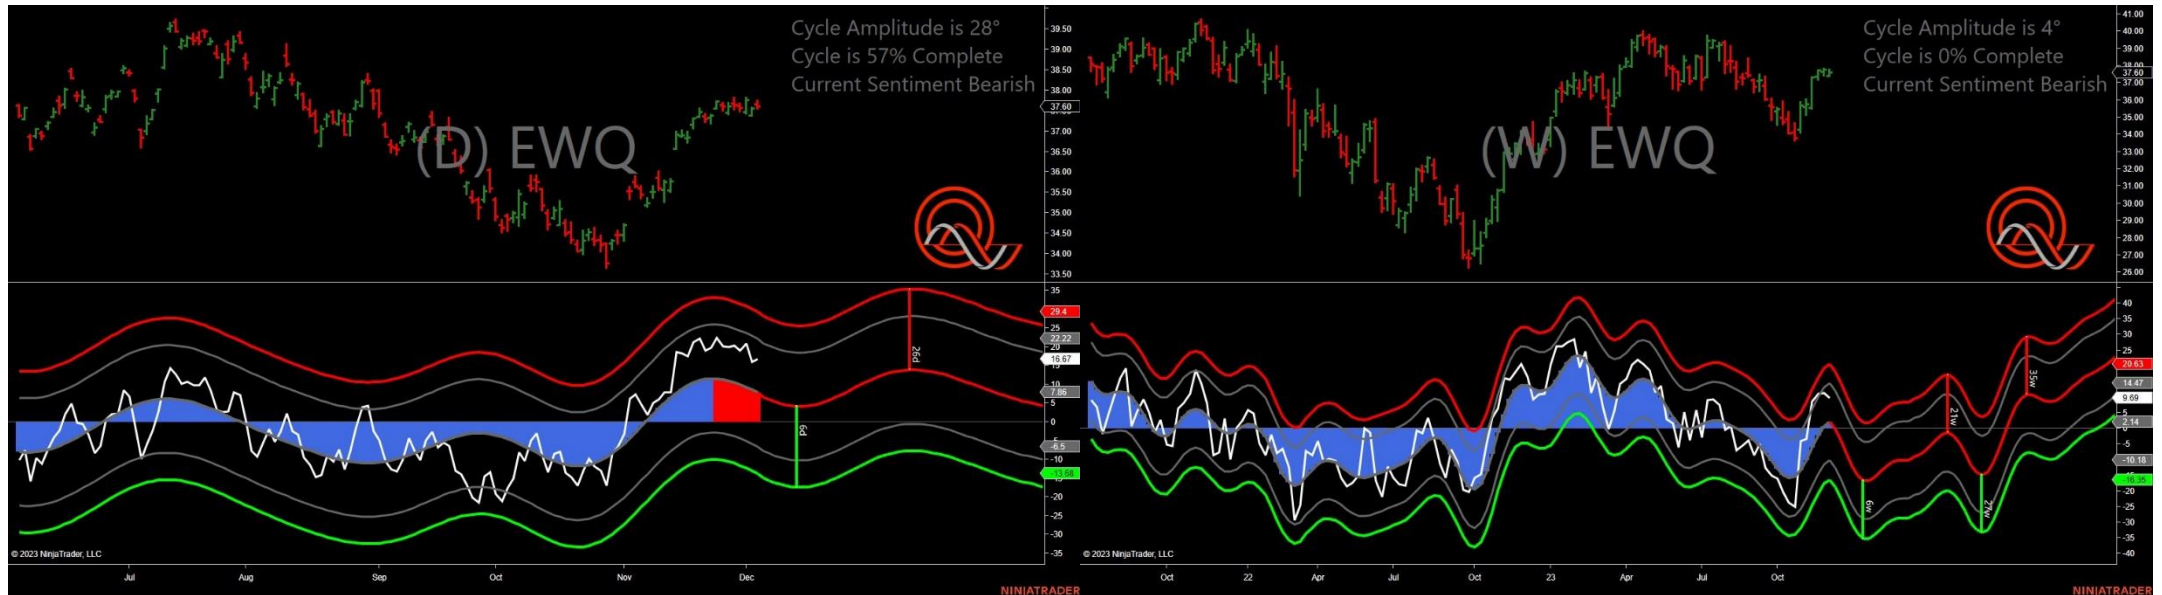 Cycle Amplitude is 28°
Cycle is 57% Complete
Current Sentiment Bearish
(D) EWQ
39.50
39.00
38.50
38.00
37.60
37.00
36.50
36.00
35.50
35.00
34.50
34.00
33.50
35
29.4
25
22.22
20
16.67
15
10
7.86
5
0
-5
-10
-13.68
-15
-20
-25
-30
-35
26d
6d
© 2023 NinjaTrader, LLC
Jul
Aug
Sep
Oct
Nov
Dec
NINJATRADER
Cycle Amplitude is 4°
Cycle is 0% Complete
Current Sentiment Bearish
(W) EWQ
41.00
40.00
39.00
38.00
37.60
37.00
36.00
35.00
34.00
33.00
32.00
31.00
30.00
29.00
28.00
27.00
26.00
40
35
30
25
20.63
14.47
9.69
5
2.14
-5
-10.18
-16.35
-20
-25
-30
-35
-40
6w
21w
27w
35w
© 2023 NinjaTrader, LLC
Oct
22
Apr
Jul
Oct
23
Apr
Jul
Oct
NINJATRADER